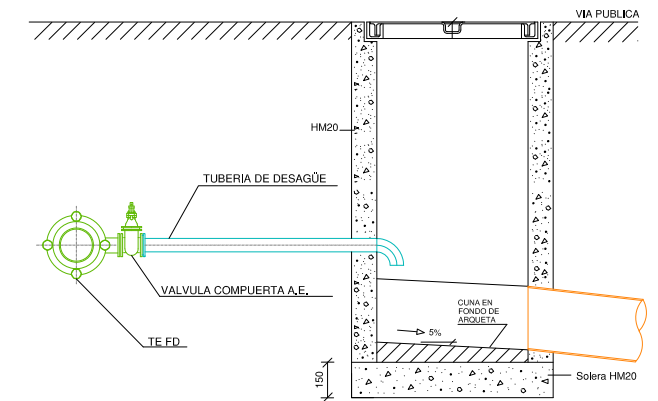 VIA PUBLICA
HM20
TUBERIA DE DESAGÜE
VALVULA COMPUERTA A.E.
TE FD
CUNA EN
FONDO DE
ARQUETA
5%
150
Solera HM20